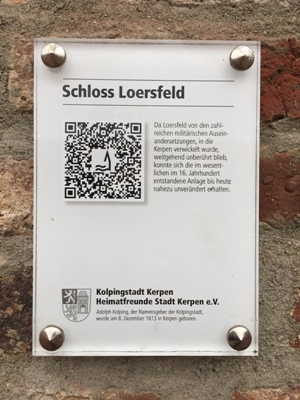 Schloss Loersfeld
Da Loersfeld von den zahl-
reichen militärischen Ausein-
andersetzungen, in die
Kerpen verwickelt wurde,
weitgehend unberührt blieb,
konnte sich die im wesent-
lichen im 16. Jahrhundert
entstandene Anlage bis heute
nahezu unverändert erhalten.
Kolpingstadt Kerpen
Heimatfreunde Stadt Kerpen e.V.
Adolph Kolping, der Namensgeber der Kolpingstadt,
wurde am 8. Dezember 1813 in Kerpen geboren.